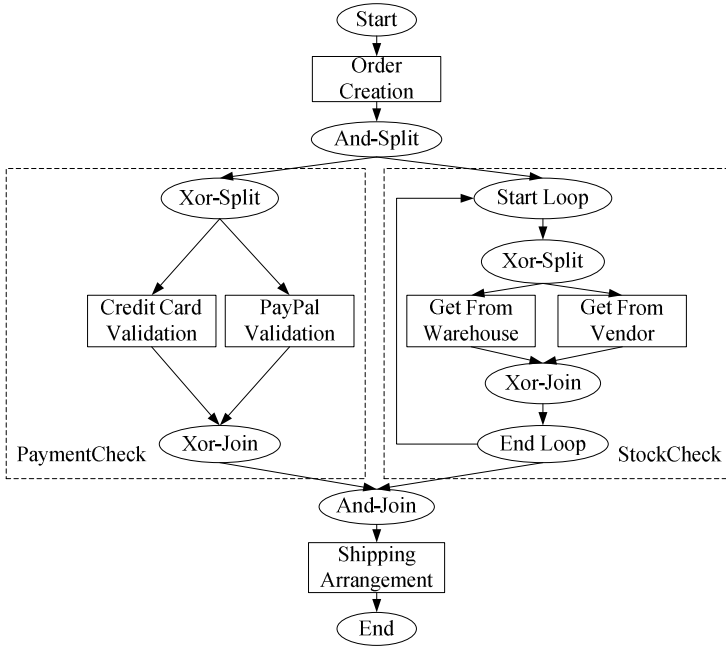 Start
Order
Creation
And-Split
Xor-Split
Start Loop
Xor-Split
Credit Card
Validation
PayPal
Validation
Get From
Warehouse
Get From
Vendor
Xor-Join
Xor-Join
End Loop
PaymentCheck
StockCheck
And-Join
Shipping
Arrangement
End